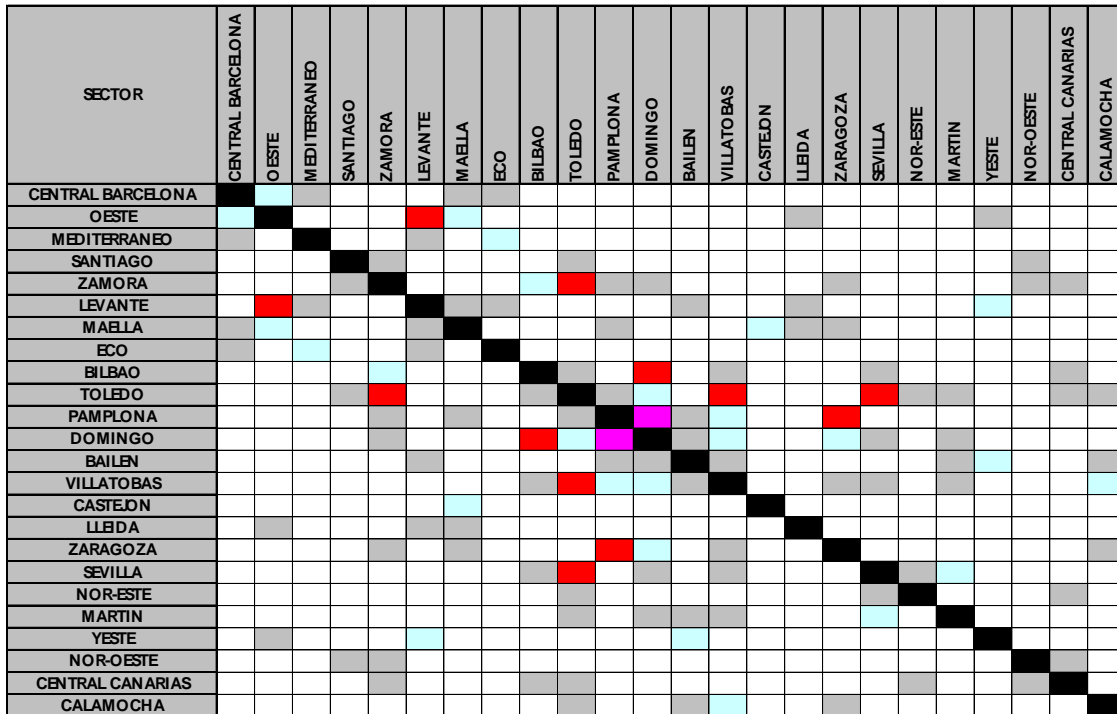 SECTOR
CENTRAL BARCELONA
OESTE
MEDITERRANEO
SANTIAGO
ZAMORA
LEVANTE
MAELLA
ECO
BILBAO
TOLEDO
PAMPLONA
DOMINGO
BAILEN
VILLATOBAS
CASTEJON
LLEIDA
ZARAGOZA
SEVILLA
NOR-ESTE
MARTIN
YESTE
NOR-OESTE
CENTRAL CANARIAS
CALAMOCHA
CENTRAL BARCELONA
OESTE
MEDITERRANEO
SANTIAGO
ZAMORA
LEVANTE
MAELLA
ECO
BILBAO
TOLEDO
PAMPLONA
DOMINGO
BAILEN
VILLATOBAS
CASTEJON
LLEIDA
ZARAGOZA
SEVILLA
NOR-ESTE
MARTIN
YESTE
NOR-OESTE
CENTRAL CANARIAS
CALAMOCHA